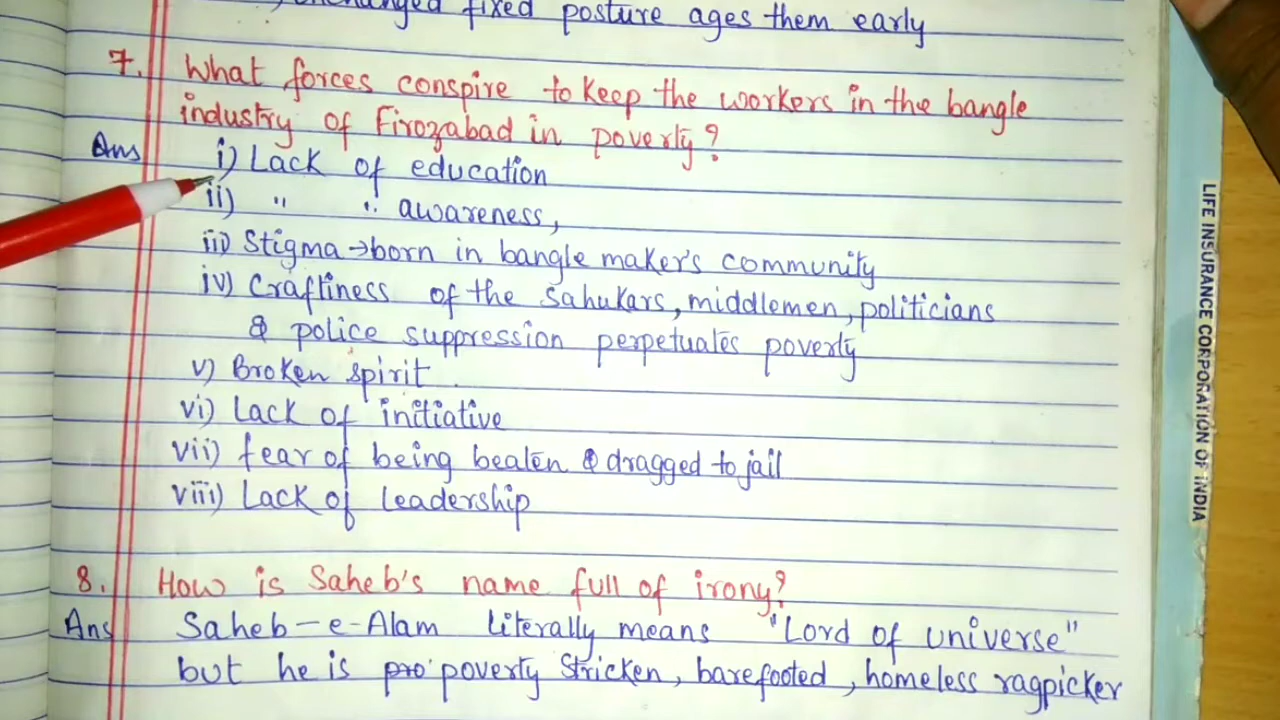 unchanged fixed posture ages them early
7. What forces conspire to keep the workers in the bangle
industry of Firozabad in poverty?
Ans i) Lack of education
ii) " " awareness,
iii) Stigma → born in bangle maker's community
iv) Craftiness of the Sahukars, middlemen, politicians
& police suppression perpetuates poverty
v) Broken spirit
vi) Lack of initiative
vii) fear of being beaten & dragged to jail
viii) Lack of leadership
8. How is Saheb's name full of irony?
Ans Saheb-e-Alam literally means "Lord of universe"
but he is pro poverty stricken, barefooted, homeless ragpicker
LIFE INSURANCE CORPORATION OF INDIA